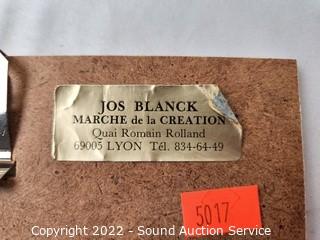 JOS BLANCK
MARCHE de la CREATION
Quai Romain Rolland
69005 LYON Tél. 834-64-49
5017
Copyright 2022 - Sound Auction Service